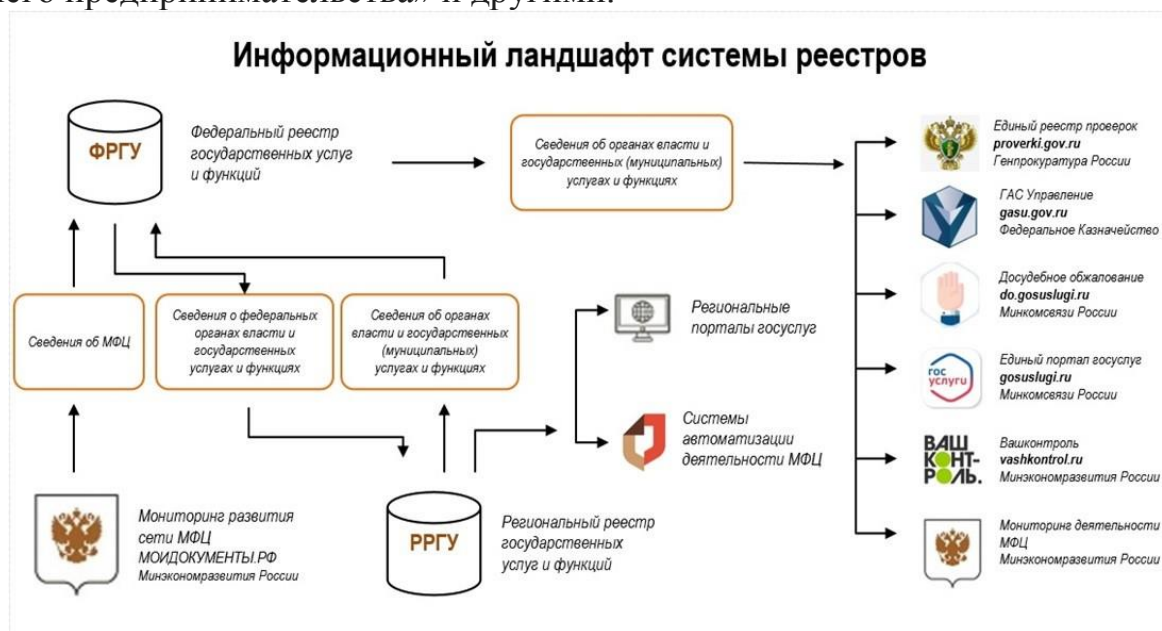 него предпринимательства» и другими.
Информационный ландшафт системы реестров
ФРГУ
Федеральный реестр
государственных услуг
и функций
Сведения об органах власти и
государственных (муниципальных)
услугах и функциях
Единый реестр проверок
proverki.gov.ru
Генпрокуратура России
ГАС Управление
gasu.gov.ru
Федеральное Казначейство
Досудебное обжалование
do.gosuslugi.ru
Минкомсвязи России
Единый портал госуслуг
gosuslugi.ru
Минкомсвязи России
гос
услуги
Вашконтроль
vashkontrol.ru
Минэкономразвития России
ВАШ
КОНТ-
РОЛЬ.
Мониторинг деятельности
МФЦ
Минэкономразвития России
Сведения об МФЦ
Сведения о федеральных
органах власти и
государственных
услугах и функциях
Сведения об органах
власти и государственных
(муниципальных)
услугах и функциях
Региональные
порталы госуслуг
Системы
автоматизации
деятельности МФЦ
Мониторинг развития
сети МФЦ
МОИДОКУМЕНТЫ.РФ
Минэкономразвития России
РРГУ
Региональный реестр
государственных
услуг и функций